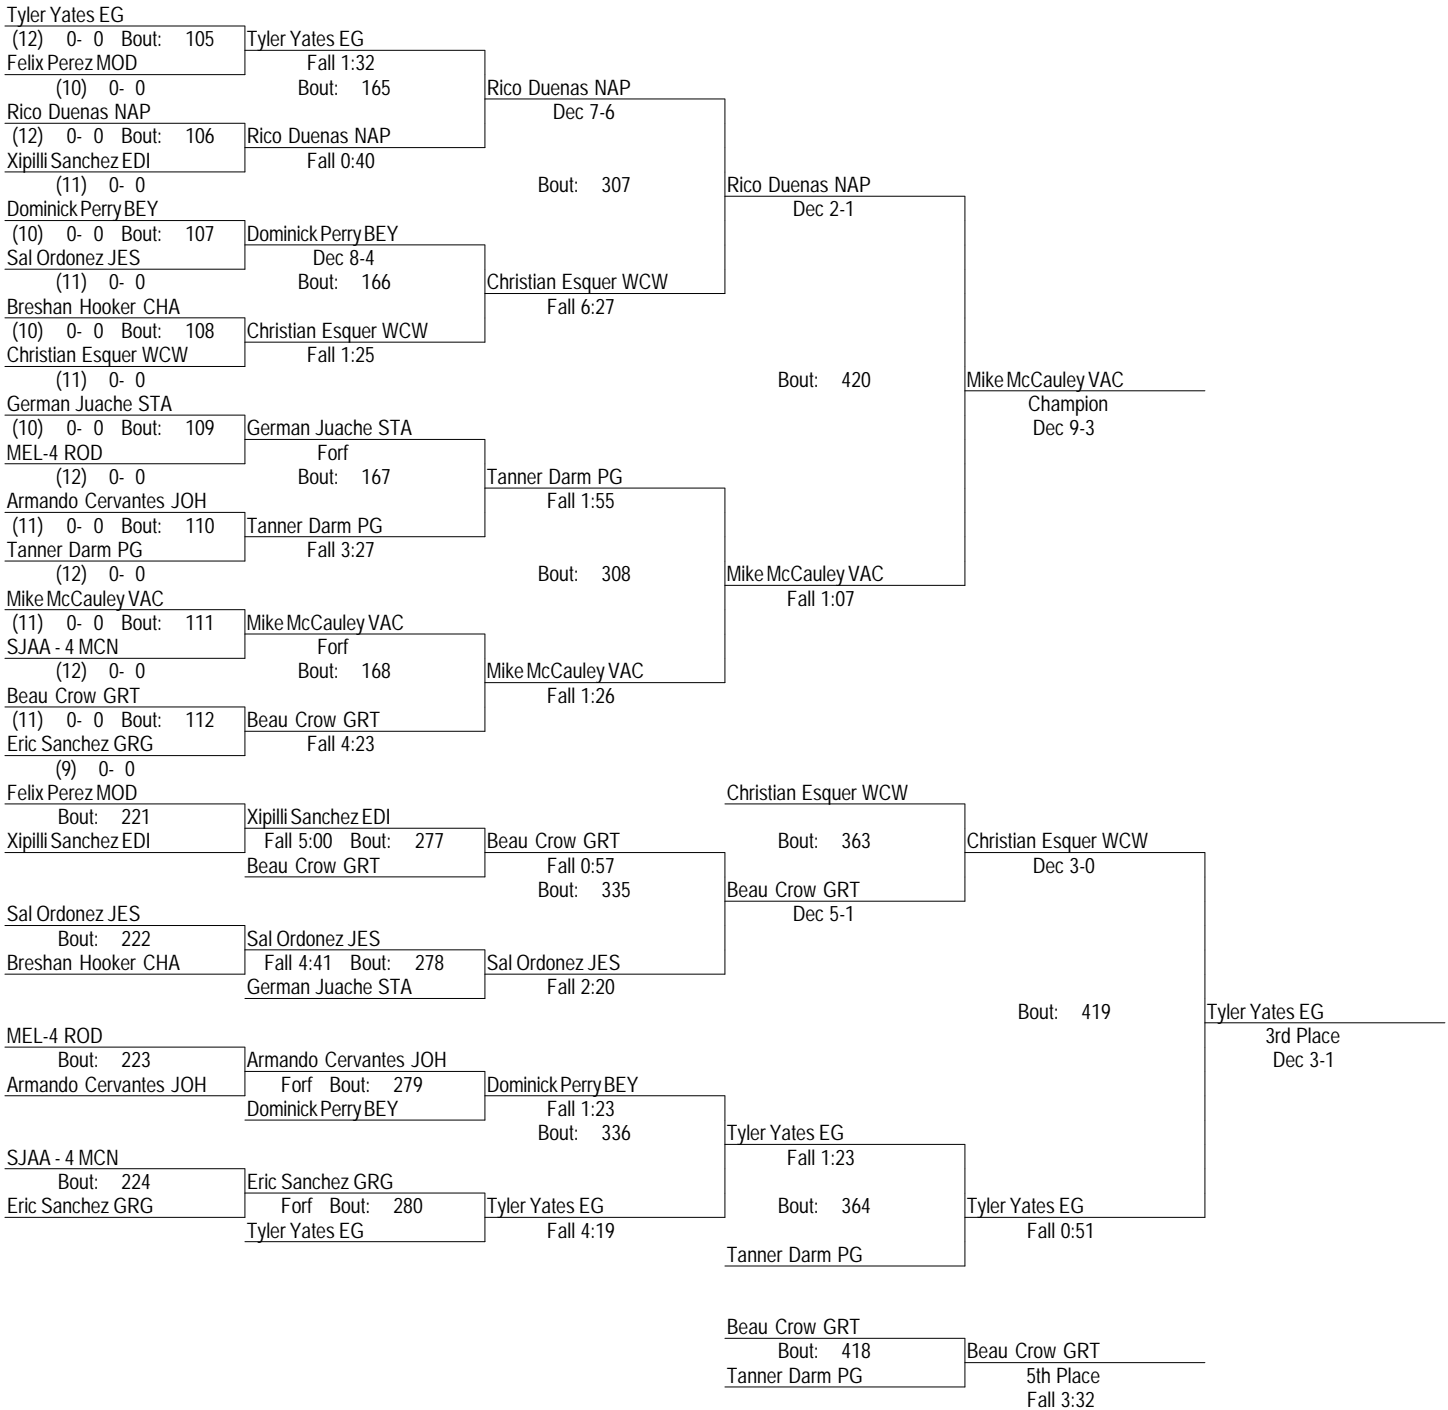 Tyler Yates EG
(12) 0- 0 Bout: 105 Tyler Yates EG
Felix Perez MOD Fall 1:32
(10) 0- 0 Bout: 165 Rico Duenas NAP
Rico Duenas NAP Dec 7-6
(12) 0- 0 Bout: 106 Rico Duenas NAP
Xipilli Sanchez EDI Fall 0:40
(11) 0- 0 Bout: 307 Rico Duenas NAP
Dominick Perry BEY Dec 2-1
(10) 0- 0 Bout: 107 Dominick Perry BEY
Sal Ordonez JES Dec 8-4
(11) 0- 0 Bout: 166 Christian Esquer WCW
Breshan Hooker CHA Fall 6:27
(10) 0- 0 Bout: 108 Christian Esquer WCW
Christian Esquer WCW Fall 1:25
(11) 0- 0 Bout: 420 Mike McCauley VAC
German Juache STA Champion
(10) 0- 0 Bout: 109 German Juache STA Dec 9-3
MEL-4 ROD Forf
(12) 0- 0 Bout: 167 Tanner Darm PG
Armando Cervantes JOH Fall 1:55
(11) 0- 0 Bout: 110 Tanner Darm PG
Tanner Darm PG Fall 3:27
(12) 0- 0 Bout: 308 Mike McCauley VAC
Mike McCauley VAC Fall 1:07
(11) 0- 0 Bout: 111 Mike McCauley VAC
SJAA - 4 MCN Forf
(12) 0- 0 Bout: 168 Mike McCauley VAC
Beau Crow GRT Fall 1:26
(11) 0- 0 Bout: 112 Beau Crow GRT
Eric Sanchez GRG Fall 4:23
(9) 0- 0
Felix Perez MOD Christian Esquer WCW
Bout: 221 Xipilli Sanchez EDI
Xipilli Sanchez EDI Fall 5:00 Bout: 277 Beau Crow GRT Bout: 363 Christian Esquer WCW
Beau Crow GRT Fall 0:57 Dec 3-0
Bout: 335 Beau Crow GRT
Sal Ordonez JES Dec 5-1
Bout: 222 Sal Ordonez JES
Breshan Hooker CHA Fall 4:41 Bout: 278 Sal Ordonez JES
German Juache STA Fall 2:20
Bout: 419 Tyler Yates EG
MEL-4 ROD 3rd Place
Bout: 223 Armando Cervantes JOH Dec 3-1
Armando Cervantes JOH Forf Bout: 279 Dominick Perry BEY
Dominick Perry BEY Fall 1:23
Bout: 336 Tyler Yates EG
SJAA - 4 MCN Fall 1:23
Bout: 224 Eric Sanchez GRG
Eric Sanchez GRG Forf Bout: 280 Tyler Yates EG Bout: 364 Tyler Yates EG
Tyler Yates EG Fall 4:19 Fall 0:51
Tanner Darm PG
Beau Crow GRT
Bout: 418 Beau Crow GRT
Tanner Darm PG 5th Place
Fall 3:32